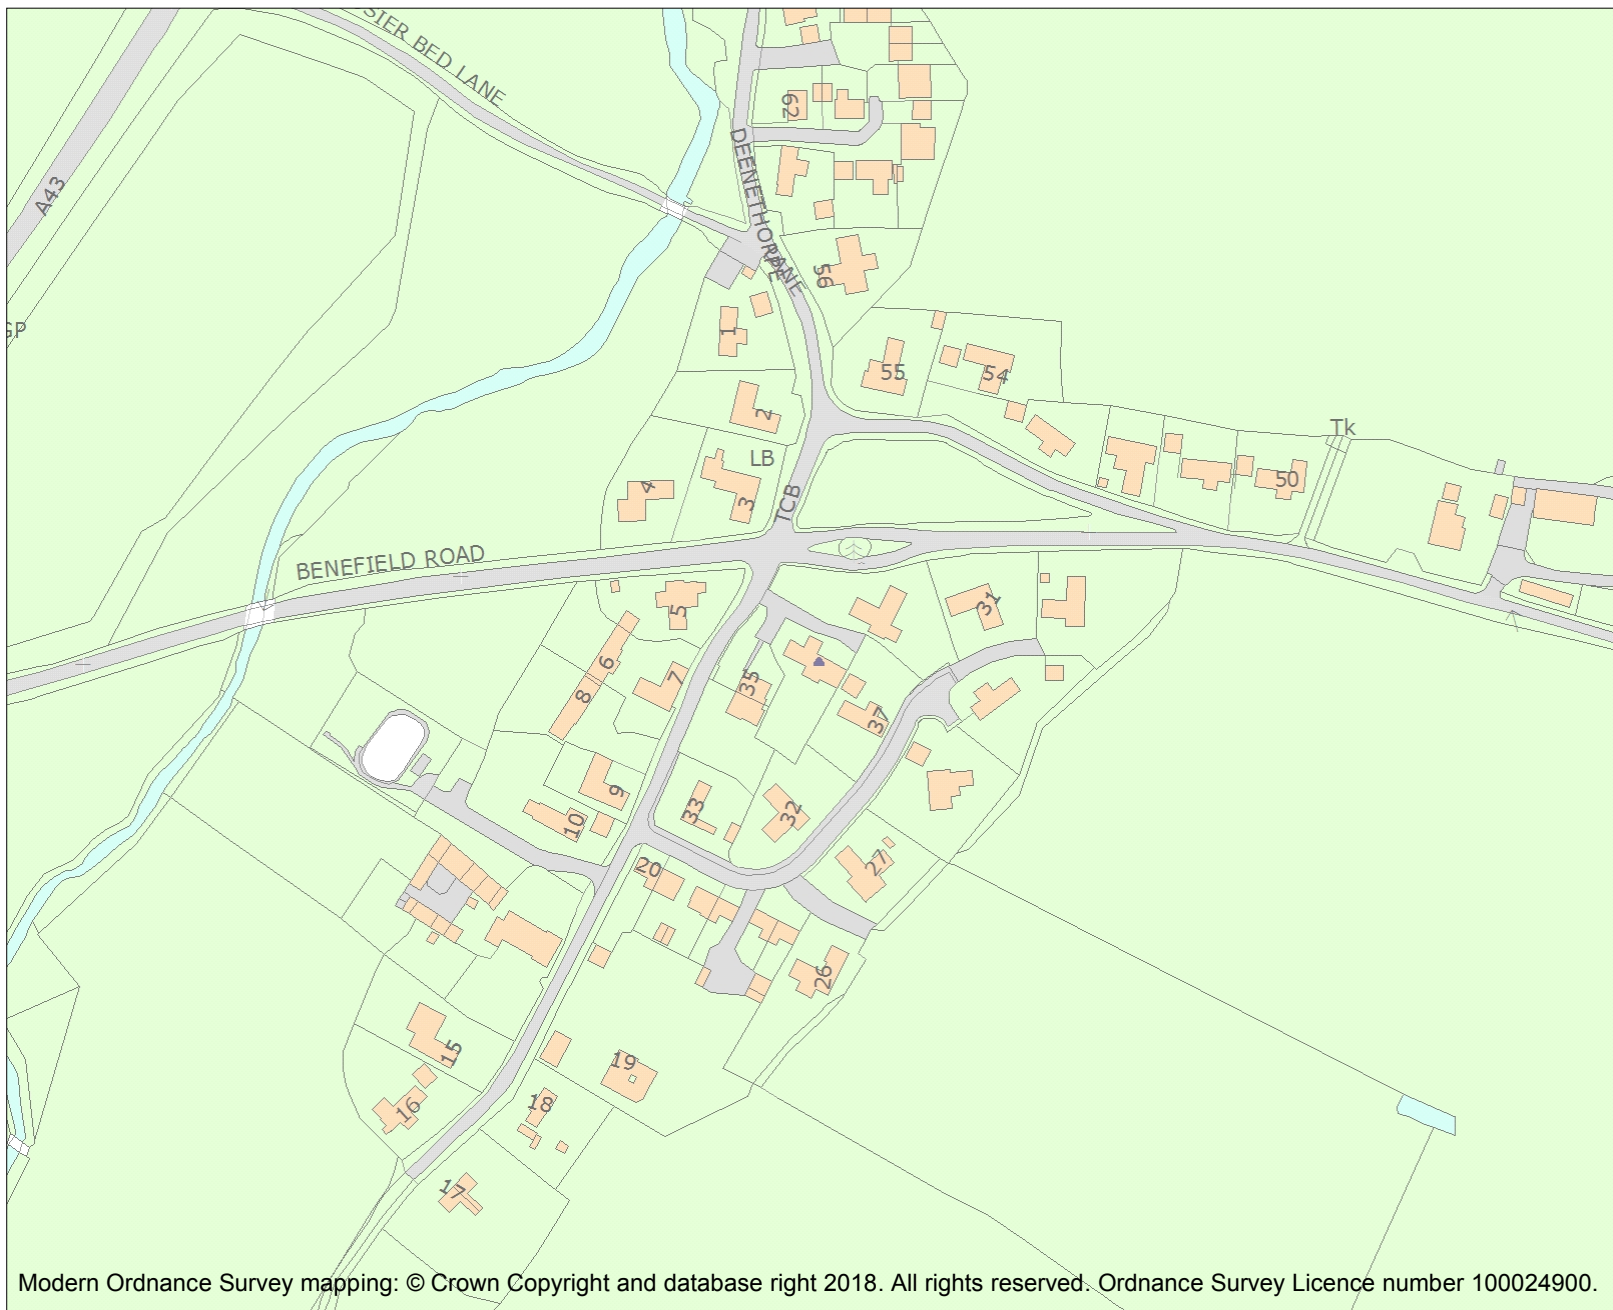 SIER BED LANE
62
A43
DEENETHORPE
LANE
56
GP
1
55
54
2
Tk
LB
4
3
TCB
50
BENEFIELD ROAD
5
31
6
7
35
8
37
9
33
32
10
20
27
26
15
19
16
18
17
Modern Ordnance Survey mapping: © Crown Copyright and database right 2018. All rights reserved. Ordnance Survey Licence number 100024900.